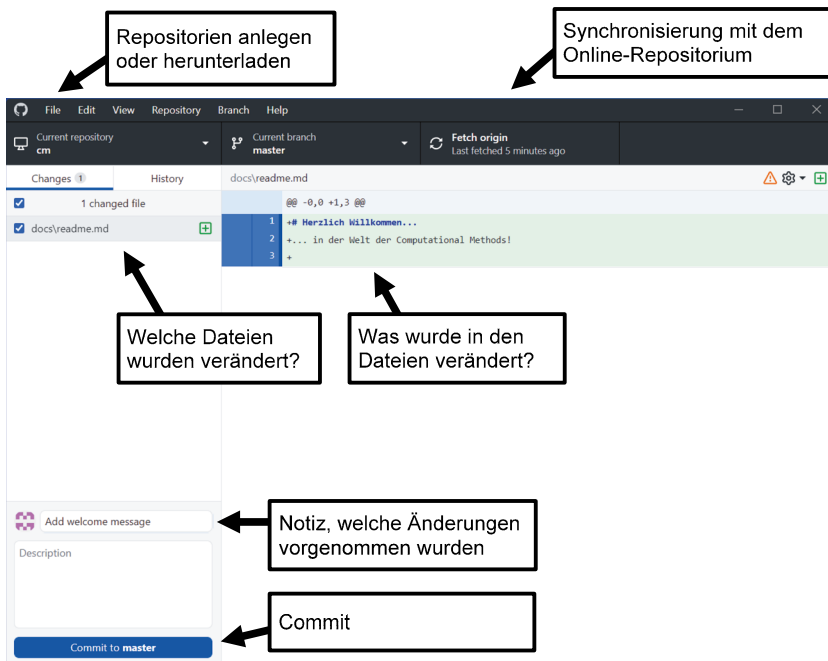 Repositorien anlegen
oder herunterladen
Synchronisierung mit dem
Online-Repositorium
File Edit View Repository Branch Help
Current repository
cm
Current branch
master
Fetch origin
Last fetched 5 minutes ago
Changes 1 History
docs\readme.md
1 changed file
@@ -0,0 +1,3 @@
docs\readme.md
1 +# Herzlich Willkommen...
2 +... in der Welt der Computational Methods!
3 +
Welche Dateien
wurden verändert?
Was wurde in den
Dateien verändert?
Add welcome message
Notiz, welche Änderungen
vorgenommen wurden
Description
Commit
Commit to master